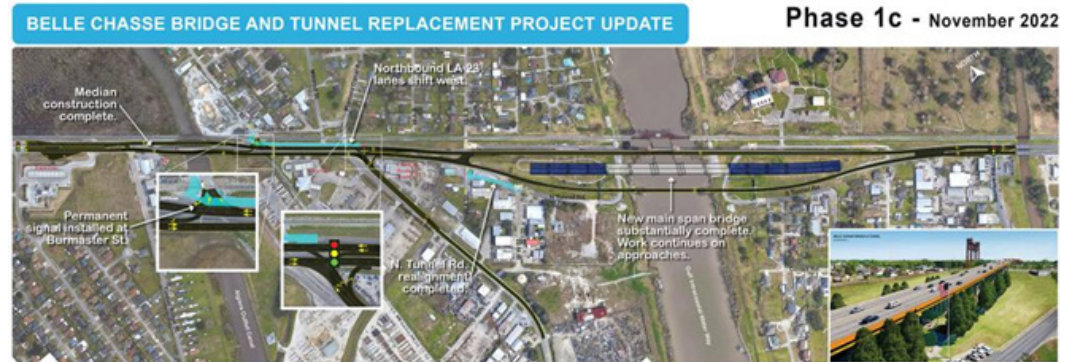 BELLE CHASSE BRIDGE AND TUNNEL REPLACEMENT PROJECT UPDATE
Phase 1c - November 2022
Northbound LA 23
lanes shift west.
Median
construction
complete.
NORTH
Permanent
signal installed at
Burmaster St.
N. Tunnel Rd.
realignment
completed.
New main span bridge
substantially complete.
Work continues on
approaches.